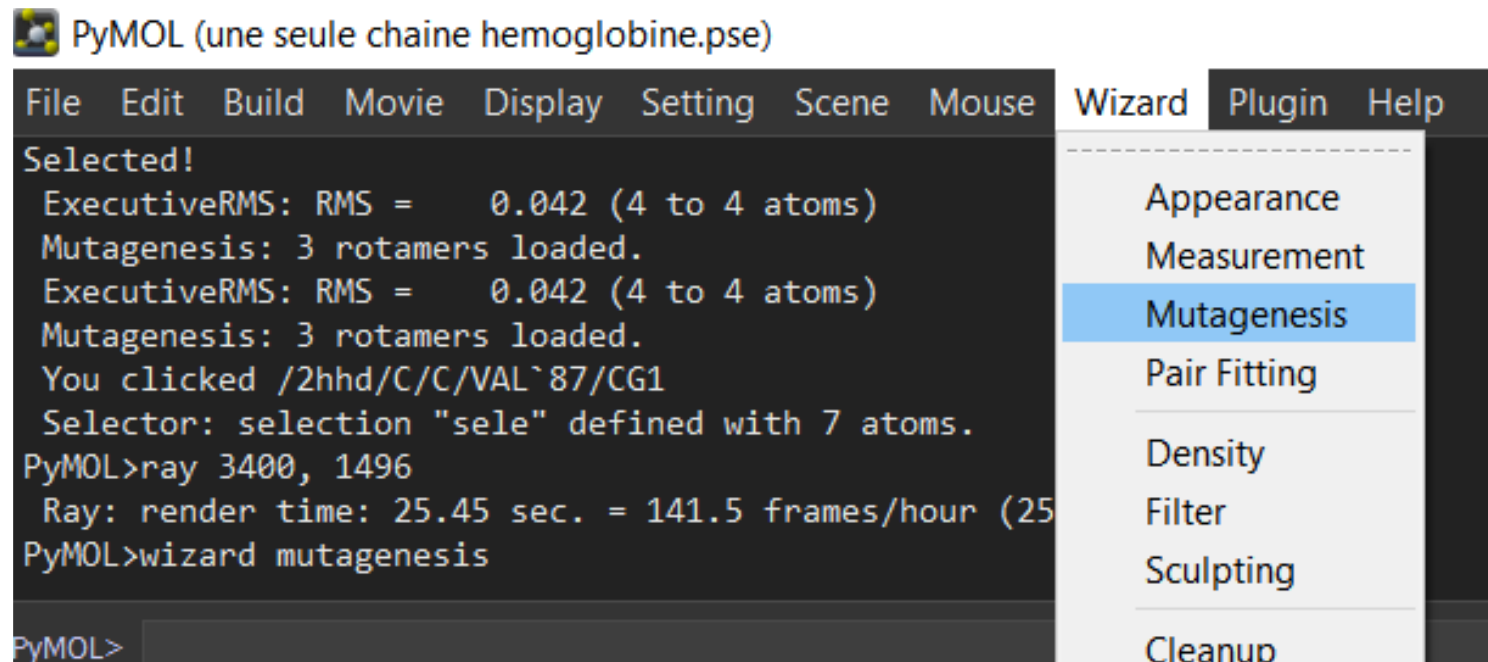 PyMOL (une seule chaine hemoglobine.pse)
File Edit Build Movie Display Setting Scene Mouse Wizard Plugin Help
Selected!
ExecutiveRMS: RMS = 0.042 (4 to 4 atoms)
Mutagenesis: 3 rotamers loaded.
ExecutiveRMS: RMS = 0.042 (4 to 4 atoms)
Mutagenesis: 3 rotamers loaded.
You clicked /2hhd/C/C/VAL`87/CG1
Selector: selection "sele" defined with 7 atoms.
PyMOL>ray 3400, 1496
Ray: render time: 25.45 sec. = 141.5 frames/hour (25
PyMOL>wizard mutagenesis
PyMOL>
Appearance
Measurement
Mutagenesis
Pair Fitting
Density
Filter
Sculpting
Cleanup